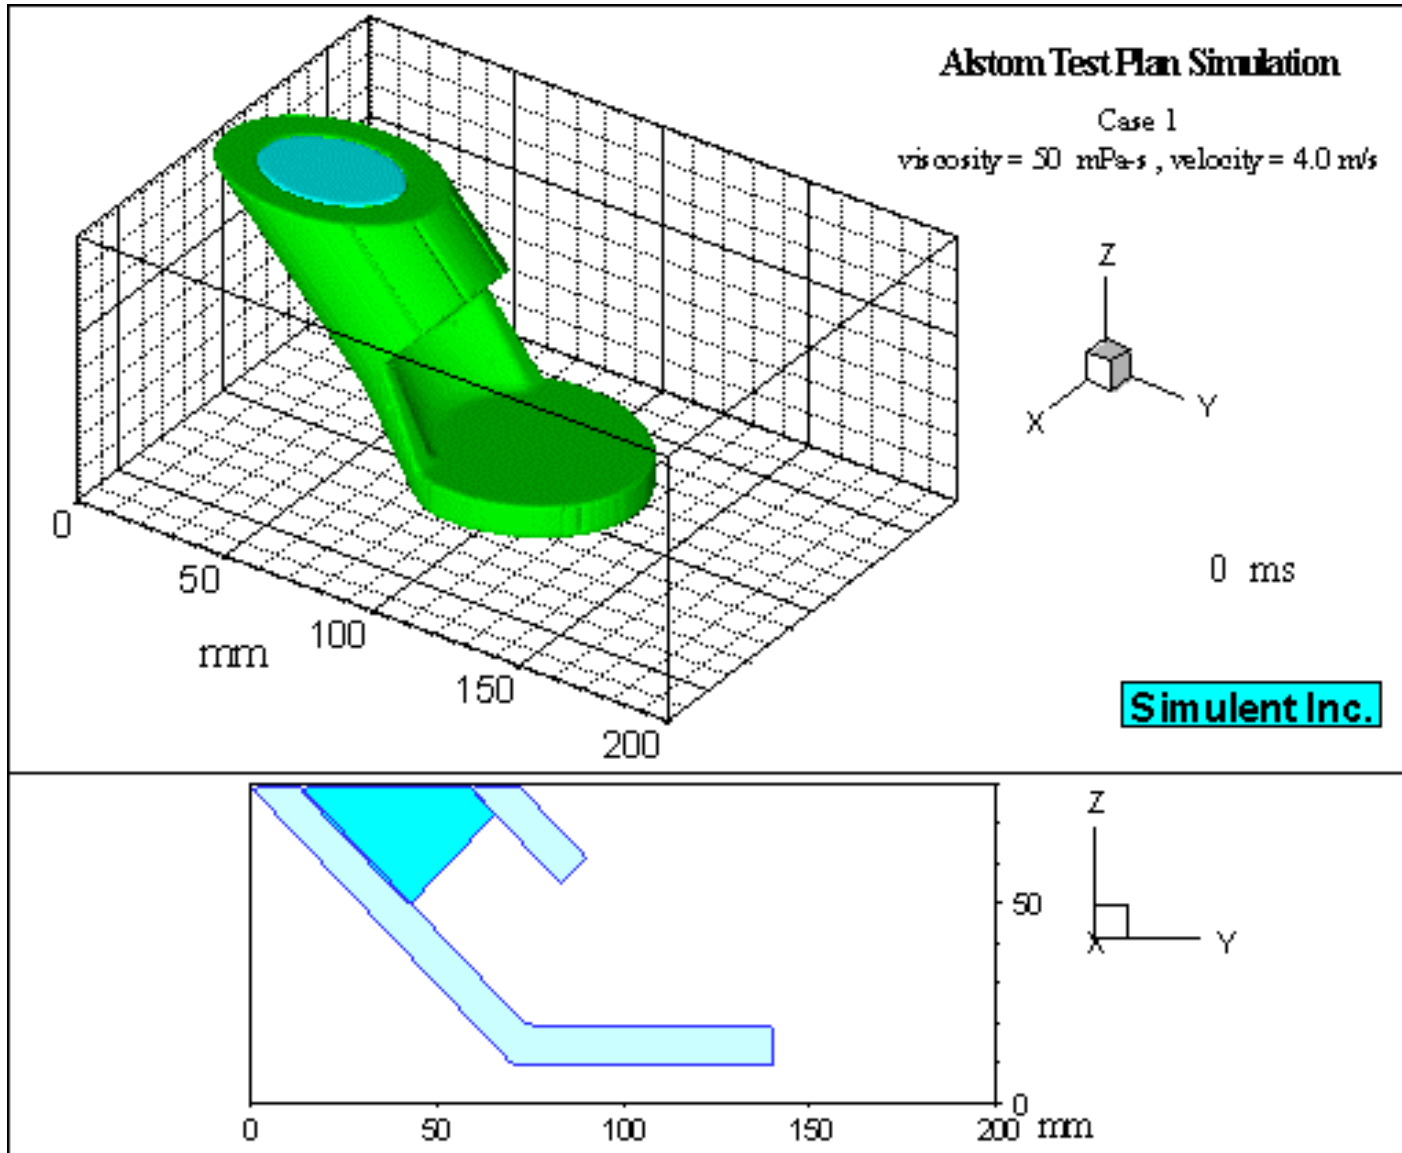 Alstom Test Plan Simulation
Case 1
viscosity = 50 mPa-s , velocity = 4.0 m/s
Z
X
Y
0
50
100
150
200
mm
0 ms
Simulent Inc.
Z
X
Y
50
0
0
50
100
150
200 mm